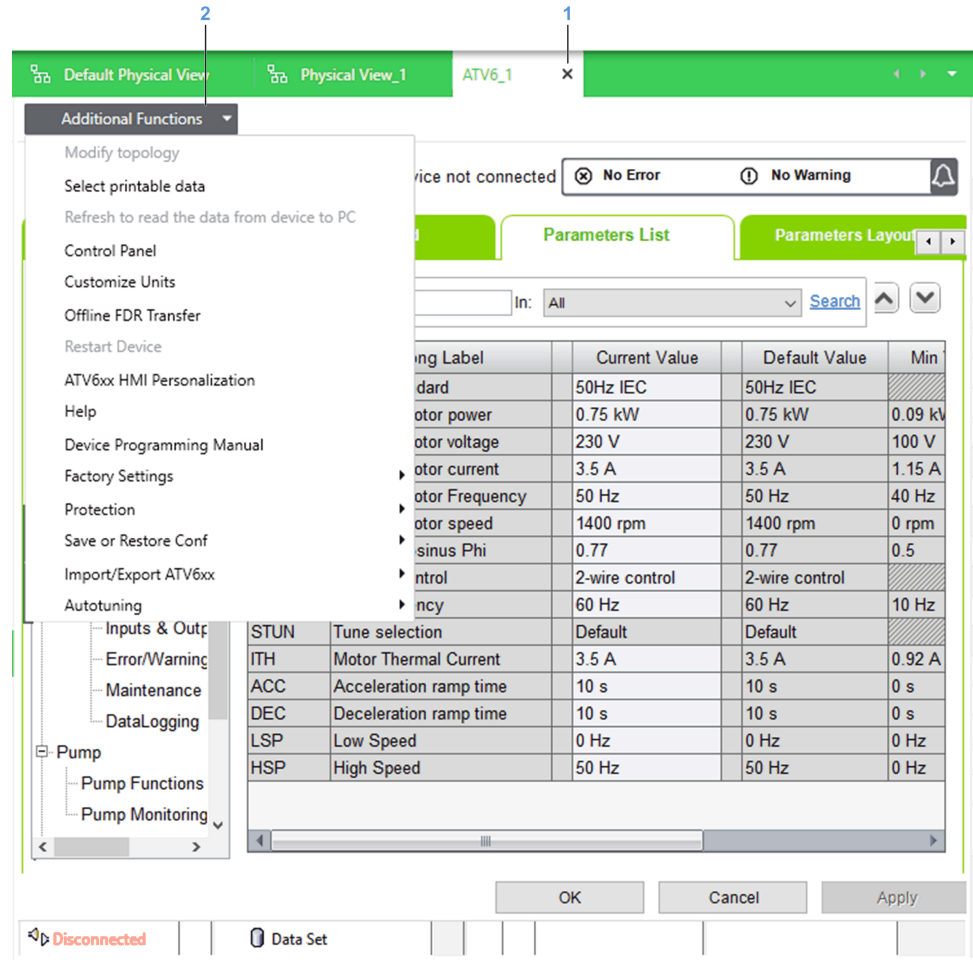 2 1
Default Physical View Physical View_1 ATV6_1
Additional Functions
Modify topology
Select printable data
vice not connected No Error No Warning
Refresh to read the data from device to PC
Parameters List Parameters Layout
Control Panel
Customize Units
In: All Search
Offline FDR Transfer
Restart Device
ng Label Current Value Default Value Min
ATV6xx HMI Personalization
dard 50Hz IEC 50Hz IEC
Help
otor power 0.75 kW 0.75 kW 0.09 kW
Device Programming Manual
otor voltage 230 V 230 V 100 V
Factory Settings
otor current 3.5 A 3.5 A 1.15 A
otor Frequency 50 Hz 50 Hz 40 Hz
Protection
otor speed 1400 rpm 1400 rpm 0 rpm
Save or Restore Conf
sinus Phi 0.77 0.77 0.5
Import/Export ATV6xx
ntrol 2-wire control 2-wire control
Autotuning
ncy 60 Hz 60 Hz 10 Hz
Inputs & Outp
STUN Tune selection Default Default
Error/Warning
ITH Motor Thermal Current 3.5 A 3.5 A 0.92 A
Maintenance
ACC Acceleration ramp time 10 s 10 s 0 s
DataLogging
DEC Deceleration ramp time 10 s 10 s 0 s
Pump
LSP Low Speed 0 Hz 0 Hz 0 Hz
Pump Functions
HSP High Speed 50 Hz 50 Hz 0 Hz
Pump Monitoring
OK Cancel Apply
Disconnected Data Set